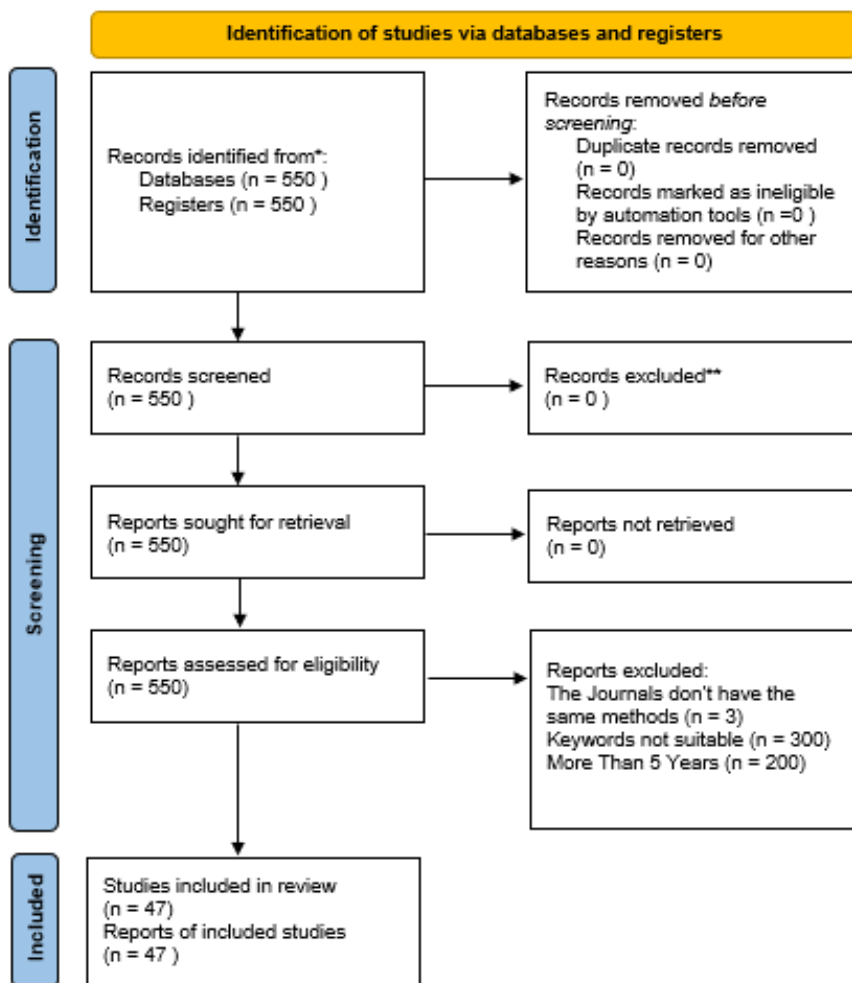 Identification of studies via databases and registers
Identification
Records identified from*:
Databases (n = 550 )
Registers (n = 550 )
Records removed before
screening:
Duplicate records removed
(n = 0)
Records marked as ineligible
by automation tools (n =0 )
Records removed for other
reasons (n = 0)
Screening
Records screened
(n = 550 )
Records excluded**
(n = 0 )
Reports sought for retrieval
(n = 550)
Reports not retrieved
(n = 0)
Reports assessed for eligibility
(n = 550)
Reports excluded:
The Journals don't have the
same methods (n = 3)
Keywords not suitable (n = 300)
More Than 5 Years (n = 200)
Included
Studies included in review
(n = 47)
Reports of included studies
(n = 47 )